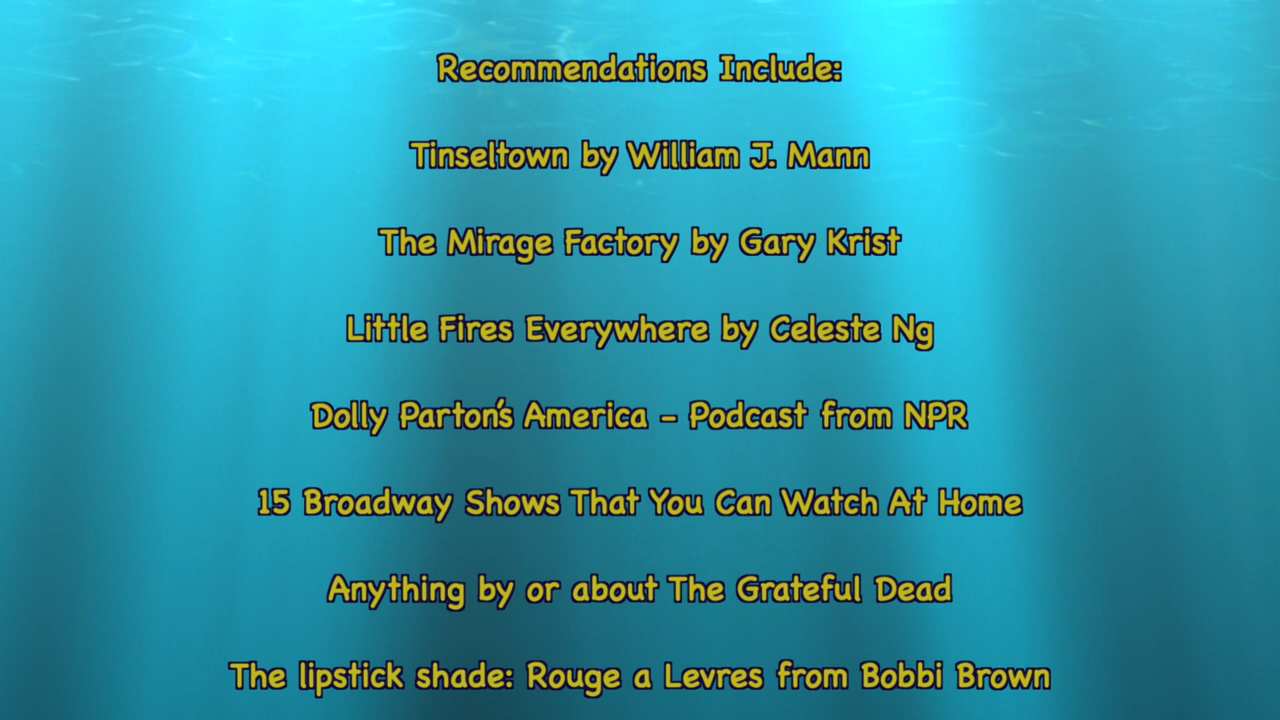 Recommendations Include:
Tinseltown by William J. Mann
The Mirage Factory by Gary Krist
Little Fires Everywhere by Celeste Ng
Dolly Parton's America - Podcast from NPR
15 Broadway Shows That You Can Watch At Home
Anything by or about The Grateful Dead
The lipstick shade: Rouge a Levres from Bobbi Brown